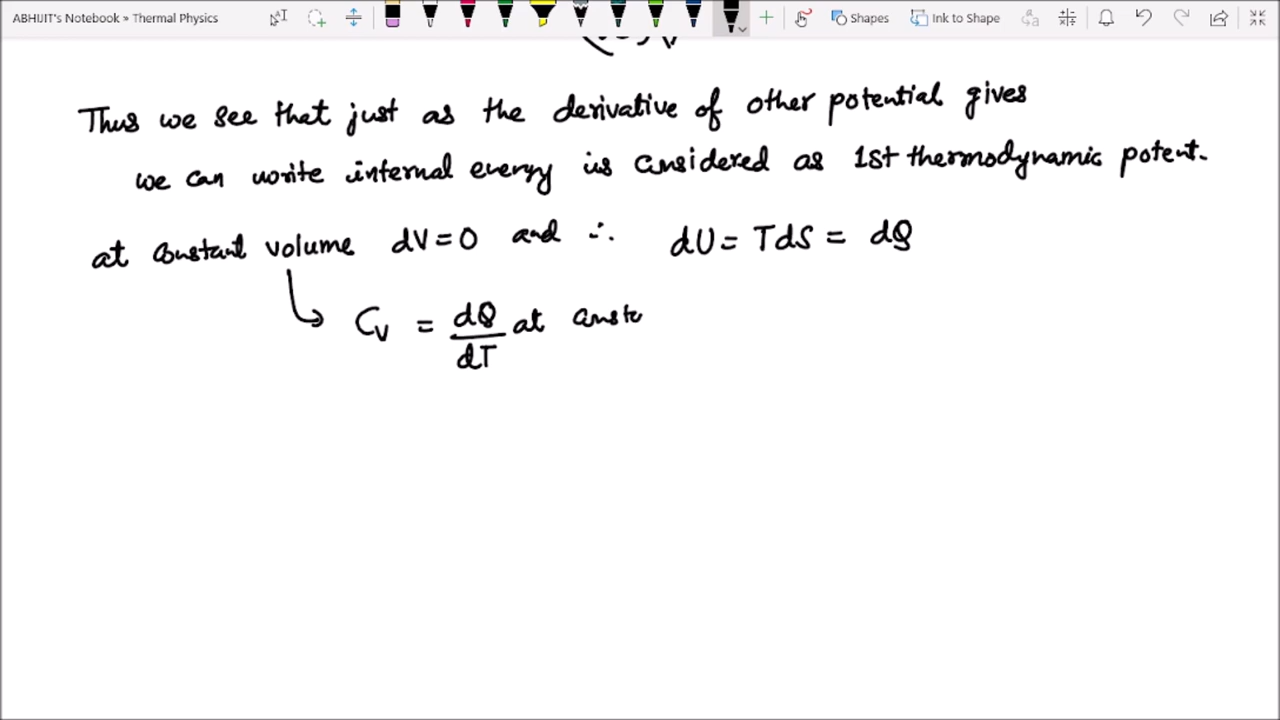 ABHIJIT's Notebook » Thermal Physics
Shapes
Ink to Shape
Thus we see that just as the derivative of other potential gives
we can write internal energy is considered as 1st thermodynamic potent.
at constant volume dV = 0 and ∴ dU = TdS = dQ
Cv = dQ/dT at const